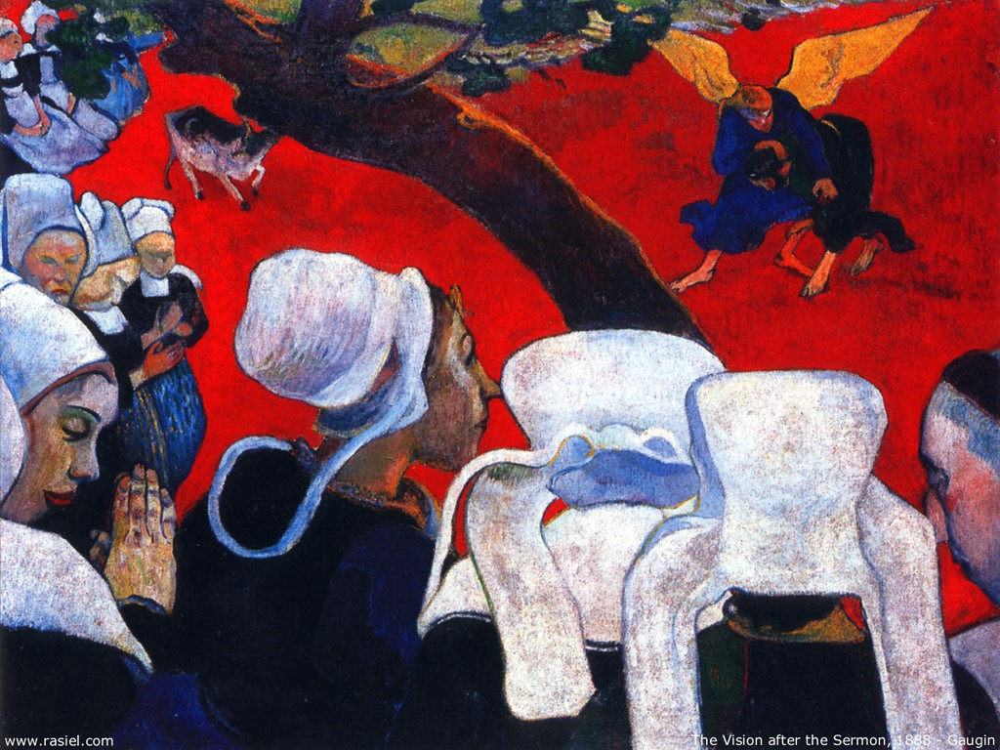 www.rasiel.com
The Vision after the Sermon, 1888 - Gaugin